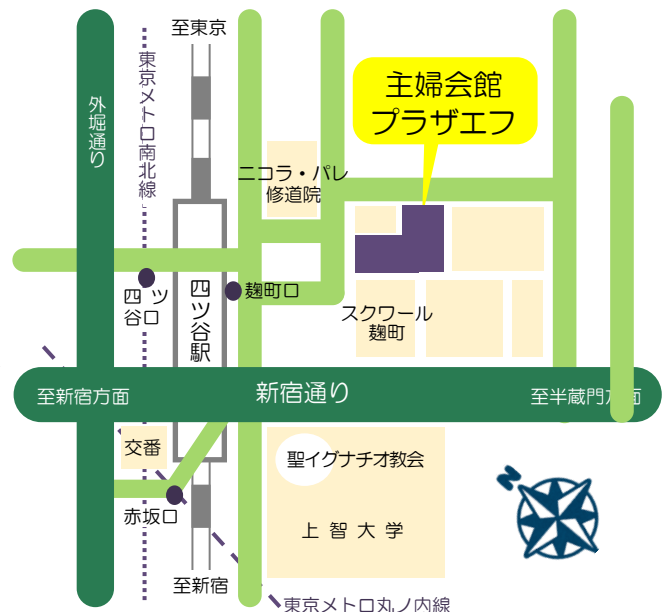 至東京
主婦会館
プラザエフ
外堀通り
東京メトロ南北線
ニコラ・バレ
修道院
四ツ
谷口
四ツ谷駅
麹町口
スクワール
麹町
至新宿方面
新宿通り
至半蔵門方面
交番
聖イグナチオ教会
赤坂口
上智大学
N
至新宿
東京メトロ丸ノ内線